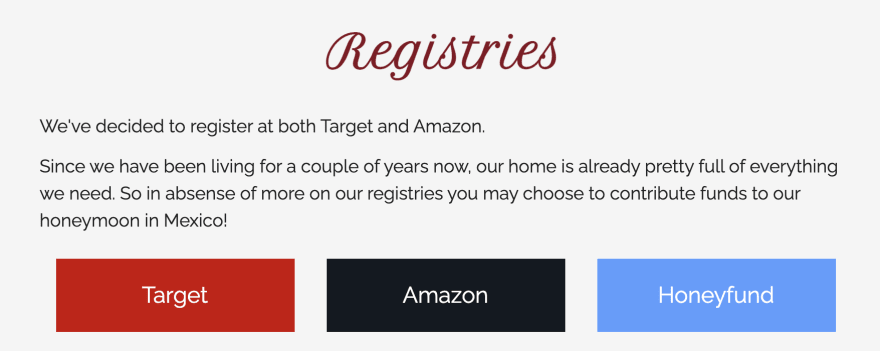 Registries
We've decided to register at both Target and Amazon.
Since we have been living for a couple of years now, our home is already pretty full of everything
we need. So in absense of more on our registries you may choose to contribute funds to our
honeymoon in Mexico!
Target
Amazon
Honeyfund